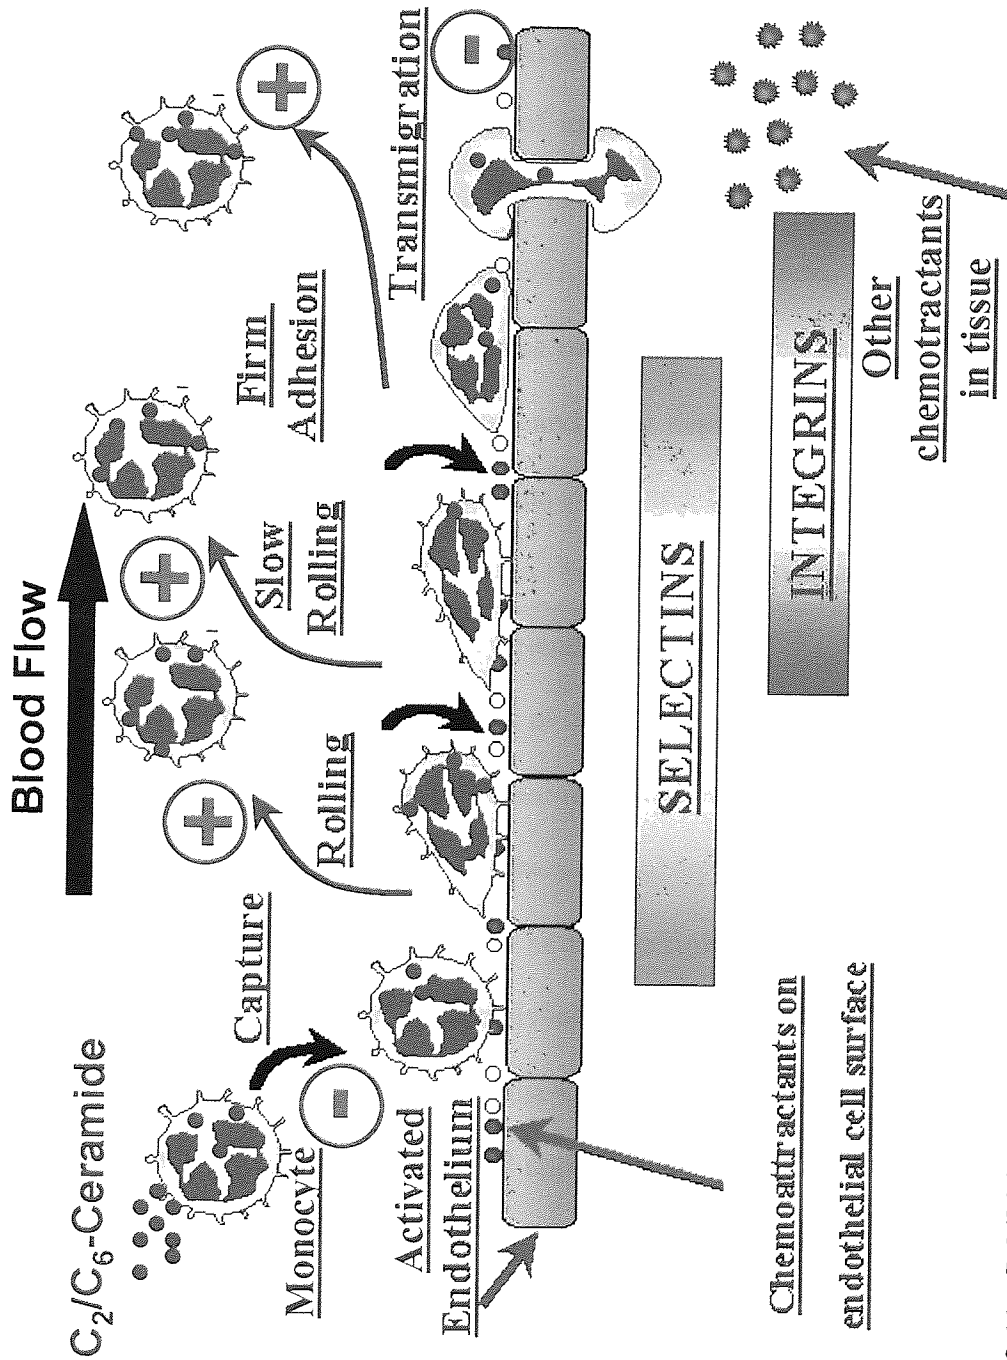 Blood Flow
C₂/C₆-Ceramide
Monocyte
Capture
Rolling
Slow
Rolling
Firm
Adhesion
Transmigration
+
+
+
-
-
Activated
Endothelium
SELECTINS
INTEGRINS
Chemoattractants on
endothelial cell surface
Other
chemotractants
in tissue